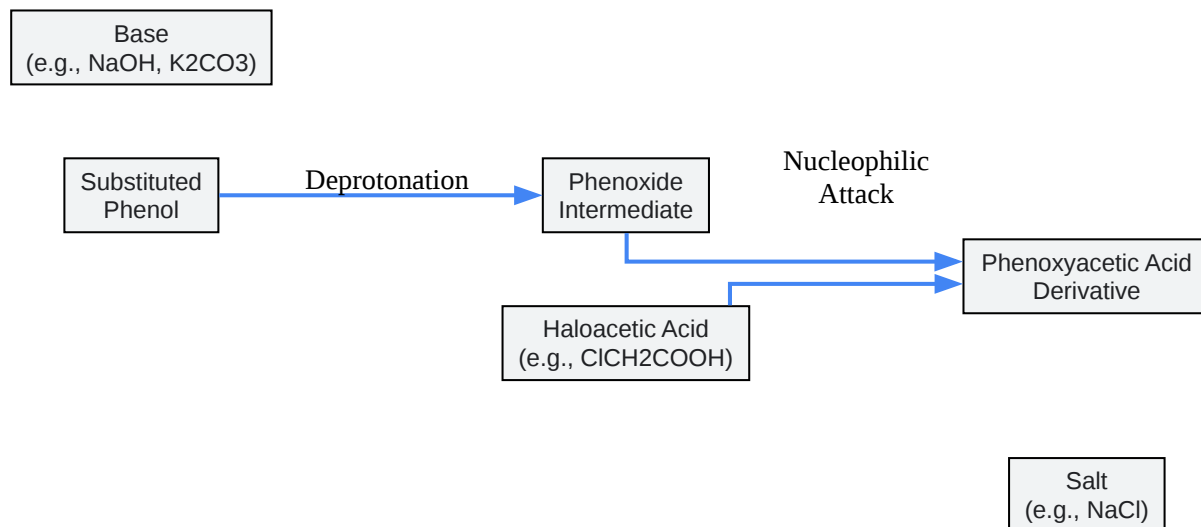 Base
(e.g., NaOH, K2CO3)
Substituted
Phenol
Deprotonation
Phenoxide
Intermediate
Nucleophilic
Attack
Phenoxyacetic Acid
Derivative
Haloacetic Acid
(e.g., ClCH2COOH)
Salt
(e.g., NaCl)